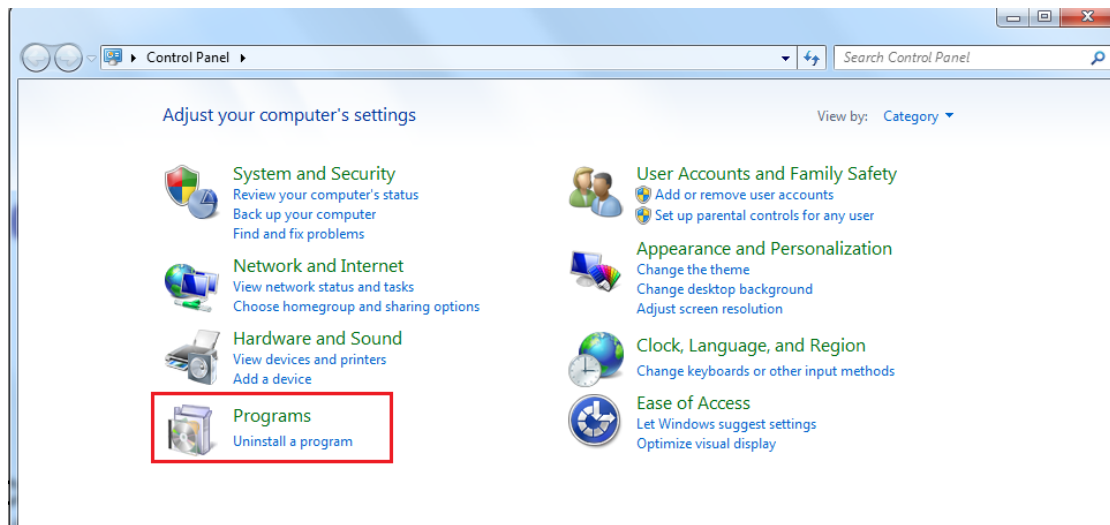 Control Panel
Search Control Panel
Adjust your computer's settings
View by: Category
System and Security
Review your computer's status
Back up your computer
Find and fix problems
Network and Internet
View network status and tasks
Choose homegroup and sharing options
Hardware and Sound
View devices and printers
Add a device
Programs
Uninstall a program
User Accounts and Family Safety
Add or remove user accounts
Set up parental controls for any user
Appearance and Personalization
Change the theme
Change desktop background
Adjust screen resolution
Clock, Language, and Region
Change keyboards or other input methods
Ease of Access
Let Windows suggest settings
Optimize visual display